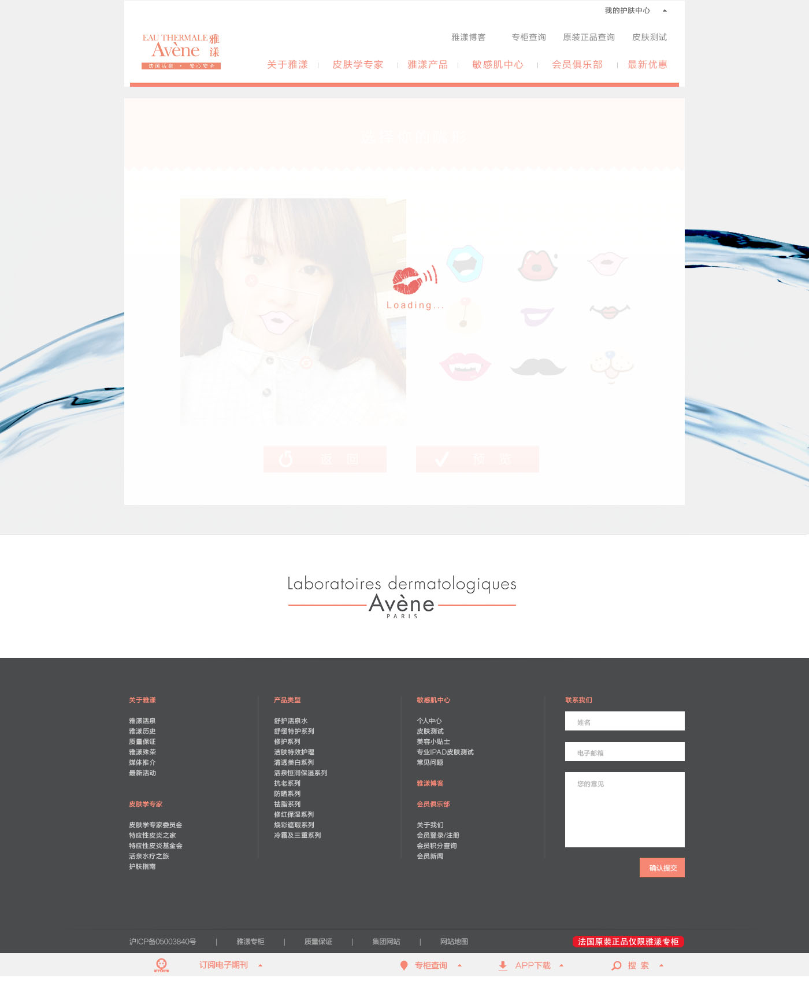 我的护肤中心
EAU THERMALE
Avène
雅漾
法国活泉 · 安心安全
雅漾博客 专柜查询 原装正品查询 皮肤测试
关于雅漾 | 皮肤学专家 | 雅漾产品 | 敏感肌中心 | 会员俱乐部 | 最新优惠
选择你的嘴形
Loading...
返 回
预 览
Laboratoires dermatologiques
Avène
PARIS
关于雅漾
雅漾活泉
雅漾历史
质量保证
雅漾殊荣
媒体推介
最新活动
皮肤学专家
皮肤学专家委员会
特应性皮炎之家
特应性皮炎基金会
活泉水疗之旅
护肤指南
产品类型
舒护活泉水
舒缓特护系列
修护系列
洁肤特效护理
清透美白系列
活泉恒润保湿系列
抗老系列
防晒系列
祛脂系列
修红保湿系列
焕彩遮瑕系列
冷霜及三重系列
敏感肌中心
个人中心
皮肤测试
美容小贴士
专业IPAD皮肤测试
常见问题
雅漾博客
会员俱乐部
关于我们
会员登录/注册
会员积分查询
会员新闻
联系我们
姓名
电子邮箱
您的意见
确认提交
沪ICP备05003840号 | 雅漾专柜 | 质量保证 | 集团网站 | 网站地图
法国原装正品仅限雅漾专柜
订阅电子期刊
专柜查询
APP下载
搜 索